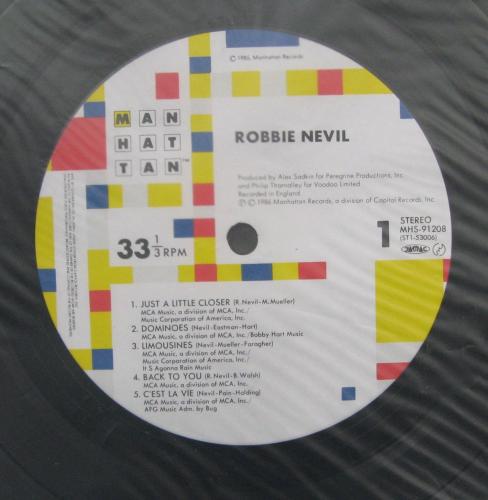 © 1985, Manhattan Records
MAN
HAT
TAN™
ROBBIE NEVIL
Produced by Alex Sadkin for Peregrine Productions, Inc.
and Philip Thornalley for Voodoo Limited.
Recorded in England.
℗ © 1986 Manhattan Records, a division of Capitol Records, Inc.
33 1/3 RPM
1
STEREO
MHS-91208
(ST1-53006)
1. JUST A LITTLE CLOSER (R. Nevil-M. Mueller)
MCA Music, a division of MCA, Inc./
Music Corporation of America, Inc.
2. DOMINOES (Nevil-Eastman-Hart)
MCA Music, a division of MCA, Inc./Bobby Hart Music
3. LIMOUSINES (Nevil-Mueller-Faragher)
MCA Music, a division of MCA, Inc./
Music Corporation of America, Inc./
It S Agonna Rain Music
4. BACK TO YOU (R. Nevil-B. Walsh)
MCA Music, a division of MCA, Inc.
5. C'EST LA VIE (Nevil-Pain-Holding)
MCA Music, a division of MCA, Inc./
ATG Music Adm. by Bug